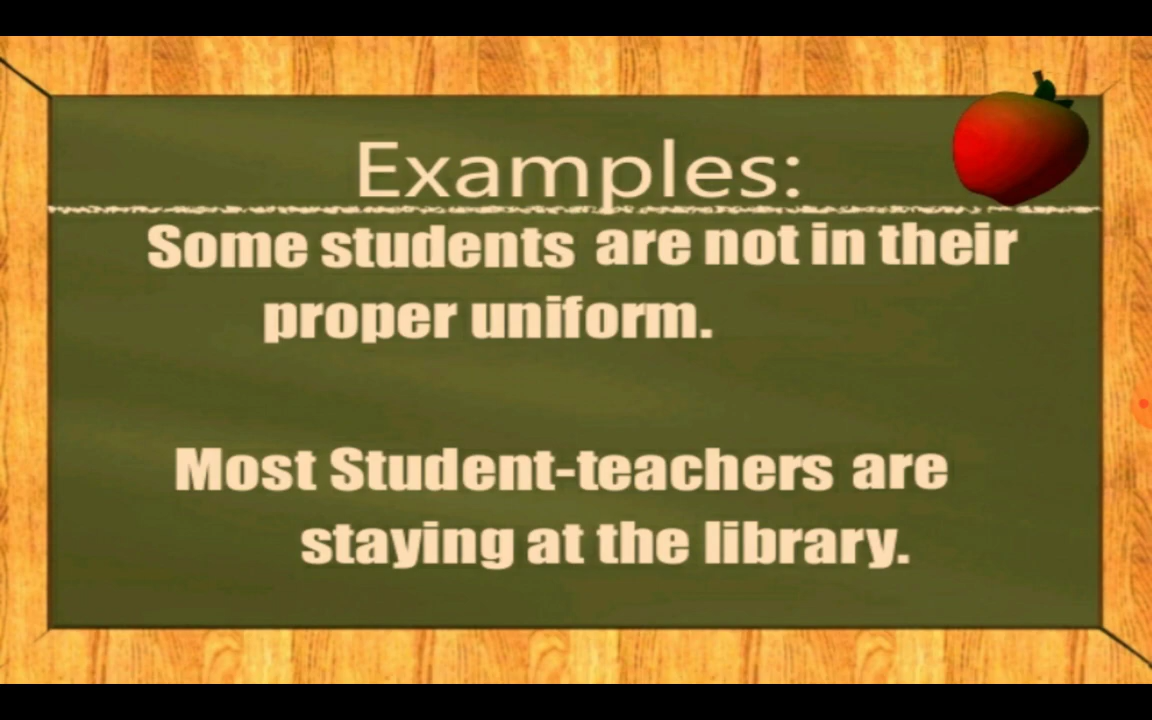 Examples:
Some students are not in their
proper uniform.
Most Student-teachers are
staying at the library.